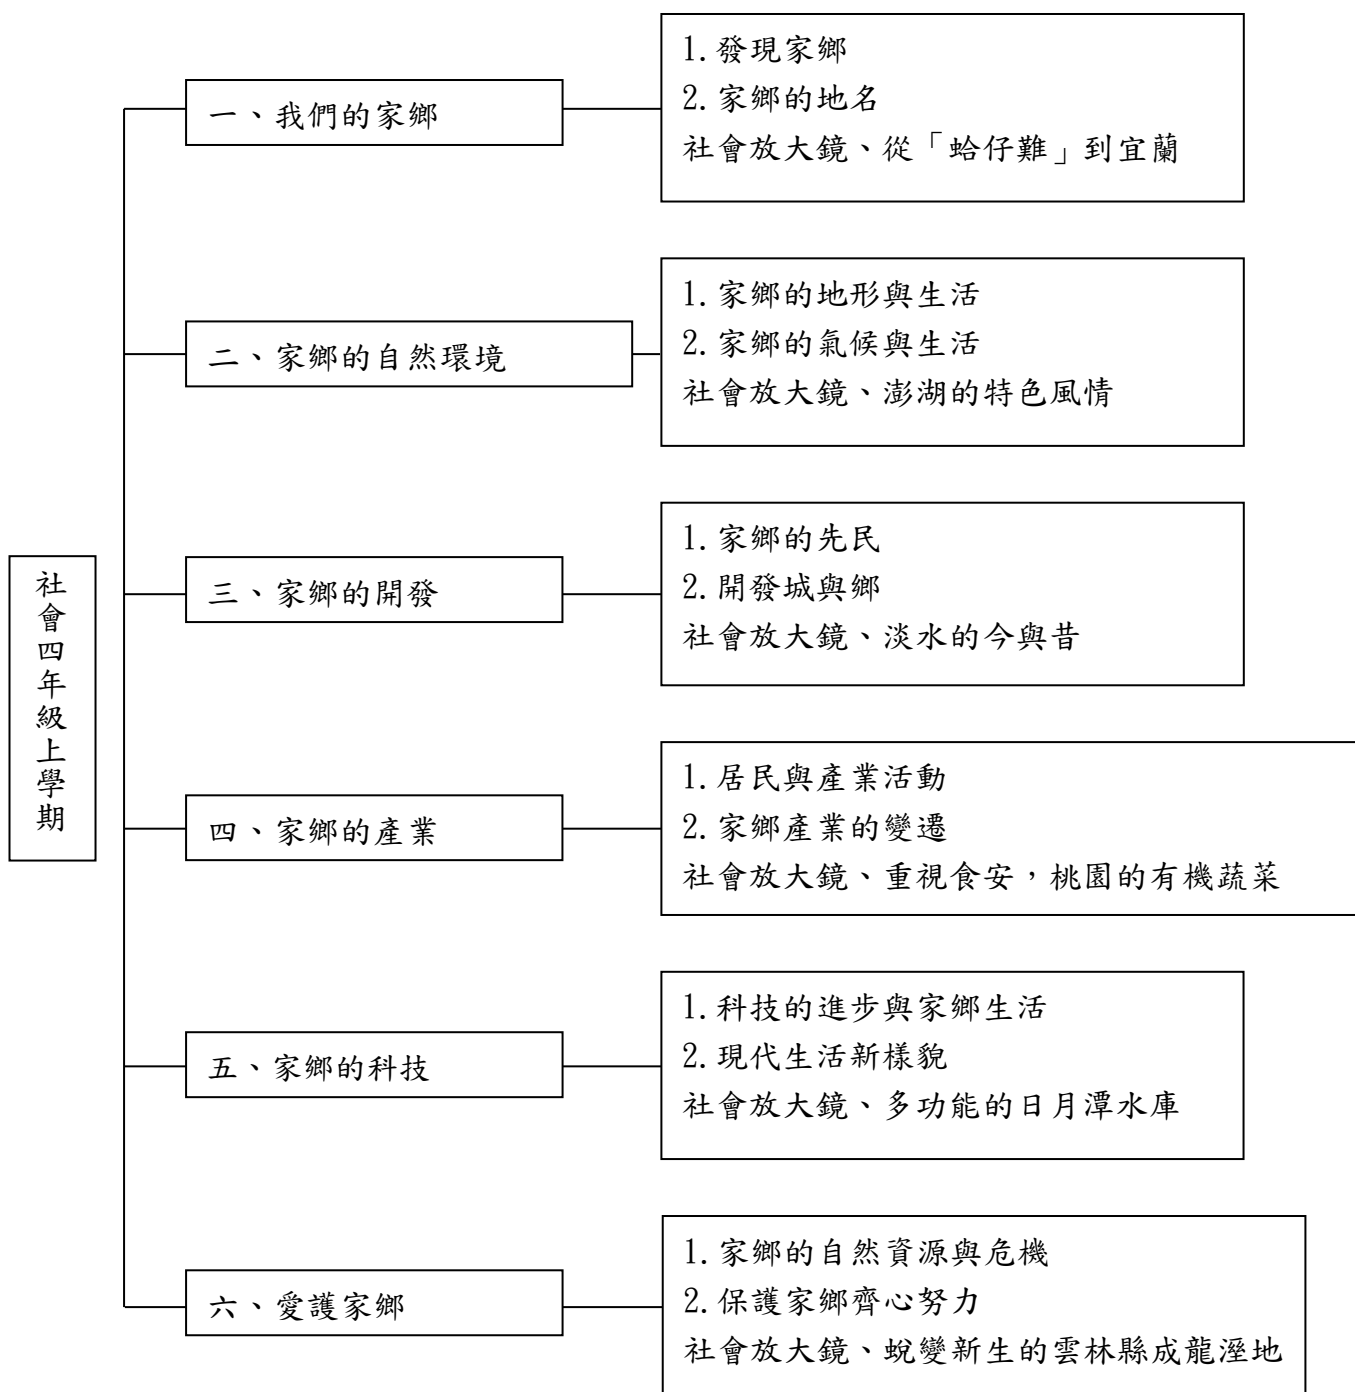 社會四年級上學期
一、我們的家鄉
1.發現家鄉
2.家鄉的地名
社會放大鏡、從「蛤仔難」到宜蘭
二、家鄉的自然環境
1.家鄉的地形與生活
2.家鄉的氣候與生活
社會放大鏡、澎湖的特色風情
三、家鄉的開發
1.家鄉的先民
2.開發城與鄉
社會放大鏡、淡水的今與昔
四、家鄉的產業
1.居民與產業活動
2.家鄉產業的變遷
社會放大鏡、重視食安，桃園的有機蔬菜
五、家鄉的科技
1.科技的進步與家鄉生活
2.現代生活新樣貌
社會放大鏡、多功能的日月潭水庫
六、愛護家鄉
1.家鄉的自然資源與危機
2.保護家鄉齊心努力
社會放大鏡、蛻變新生的雲林縣成龍溼地